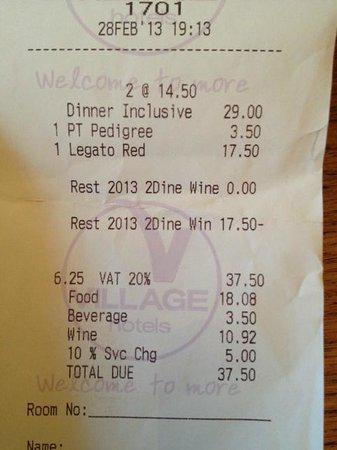 1701
28FEB'13 19:13
Welcome to more
2 @ 14.50
Dinner Inclusive 29.00
1 PT Pedigree 3.50
1 Legato Red 17.50
Rest 2013 2Dine Wine 0.00
Rest 2013 2Dine Win 17.50-
V
VILLAGE
hotels
6.25 VAT 20% 37.50
Food 18.08
Beverage 3.50
Wine 10.92
10 % Svc Chg 5.00
TOTAL DUE 37.50
Welcome to more
Room No:
Name: